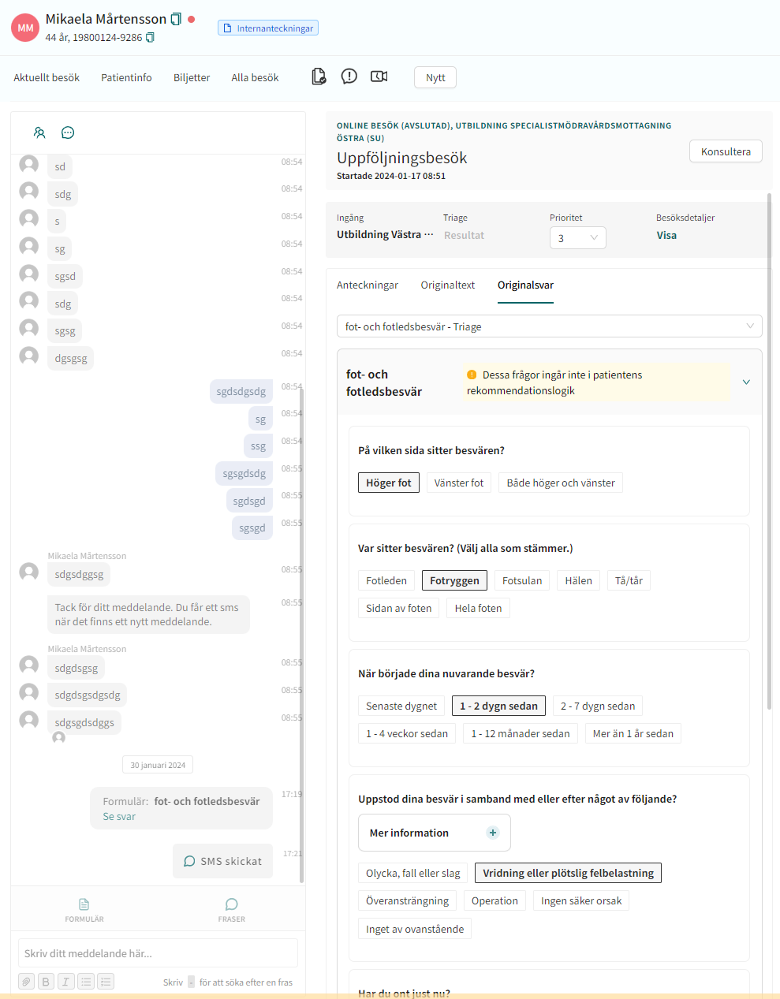 MM
Mikaela Mårtensson
44 år, 19800124-9286
Internanteckningar
Aktuellt besök
Patientinfo
Biljetter
Alla besök
Nytt
sd
08:54
sdg
08:54
s
08:54
sg
08:54
sgsd
08:54
sdg
08:54
sgsg
08:54
dgsgsg
08:54
sgdsdgsdg
08:54
sg
08:54
ssg
08:54
sgsgdsdg
08:55
sgdsgd
08:55
sgsgd
08:55
Mikaela Mårtensson
sdgsdggsg
08:55
Tack för ditt meddelande. Du får ett sms
när det finns ett nytt meddelande.
08:55
Mikaela Mårtensson
sdgdsgsg
08:55
sdgdsgsdgsdg
08:55
sdgsgdsdggs
08:55
30 januari 2024
Formulär: fot- och fotledsbesvär
Se svar
17:19
SMS skickat
17:21
FORMULÄR
FRASER
Skriv ditt meddelande här...
B
I
Skriv - för att söka efter en fras
ONLINE BESÖK (AVSLUTAD), UTBILDNING SPECIALISTMÖDRAVÅRDSMOTTAGNING
ÖSTRA (SU)
Uppföljningsbesök
Startade 2024-01-17 08:51
Konsultera
Ingång
Triage
Prioritet
Besöksdetaljer
Utbildning Västra ···
Resultat
3
Visa
Anteckningar
Originaltext
Originalsvar
fot- och fotledsbesvär - Triage
fot- och
fotledsbesvär
Dessa frågor ingår inte i patientens
rekommendationslogik
På vilken sida sitter besvären?
Höger fot
Vänster fot
Både höger och vänster
Var sitter besvären? (Välj alla som stämmer.)
Fotleden
Fotryggen
Fotsulan
Hälen
Tå/tår
Sidan av foten
Hela foten
När började dina nuvarande besvär?
Senaste dygnet
1 - 2 dygn sedan
2 - 7 dygn sedan
1 - 4 veckor sedan
1 - 12 månader sedan
Mer än 1 år sedan
Uppstod dina besvär i samband med eller efter något av följande?
Mer information
Olycka, fall eller slag
Vridning eller plötslig felbelastning
Överansträngning
Operation
Ingen säker orsak
Inget av ovanstående
Har du ont just nu?